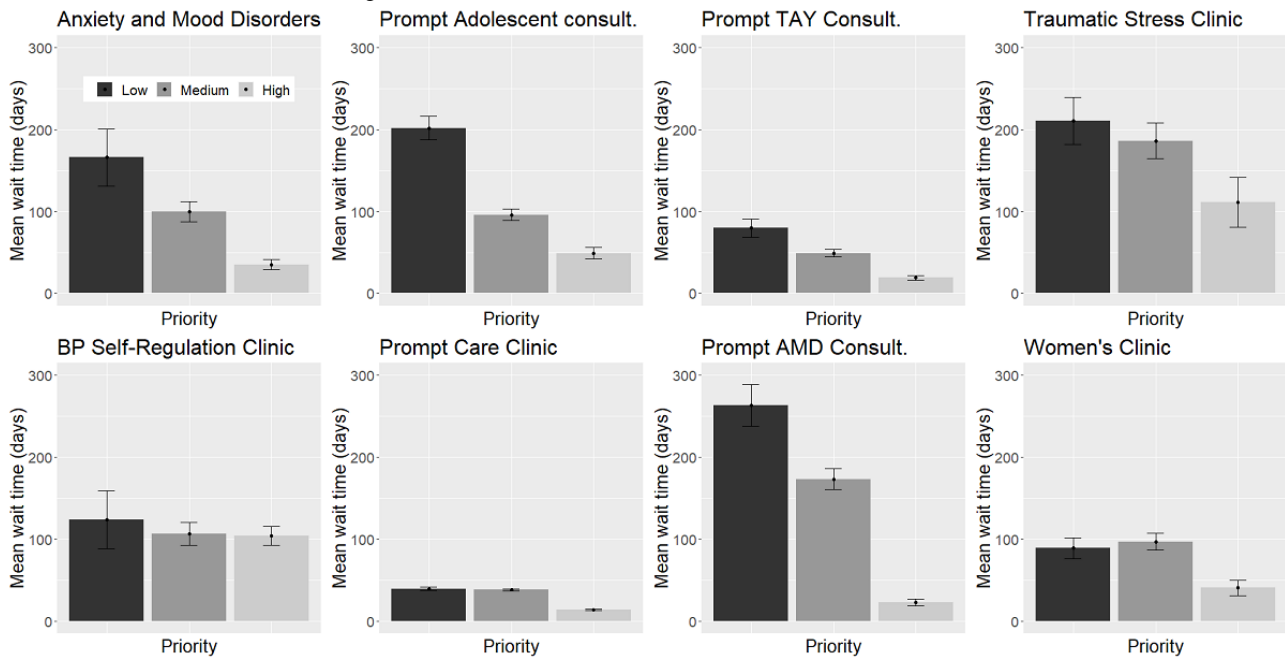 Anxiety and Mood Disorders
Mean wait time (days)
300
200
100
0
Low Medium High
Priority
Prompt Adolescent consult.
Mean wait time (days)
300
200
100
0
Priority
Prompt TAY Consult.
Mean wait time (days)
300
200
100
0
Priority
Traumatic Stress Clinic
Mean wait time (days)
300
200
100
0
Priority
BP Self-Regulation Clinic
Mean wait time (days)
300
200
100
0
Priority
Prompt Care Clinic
Mean wait time (days)
300
200
100
0
Priority
Prompt AMD Consult.
Mean wait time (days)
300
200
100
0
Priority
Women's Clinic
Mean wait time (days)
300
200
100
0
Priority